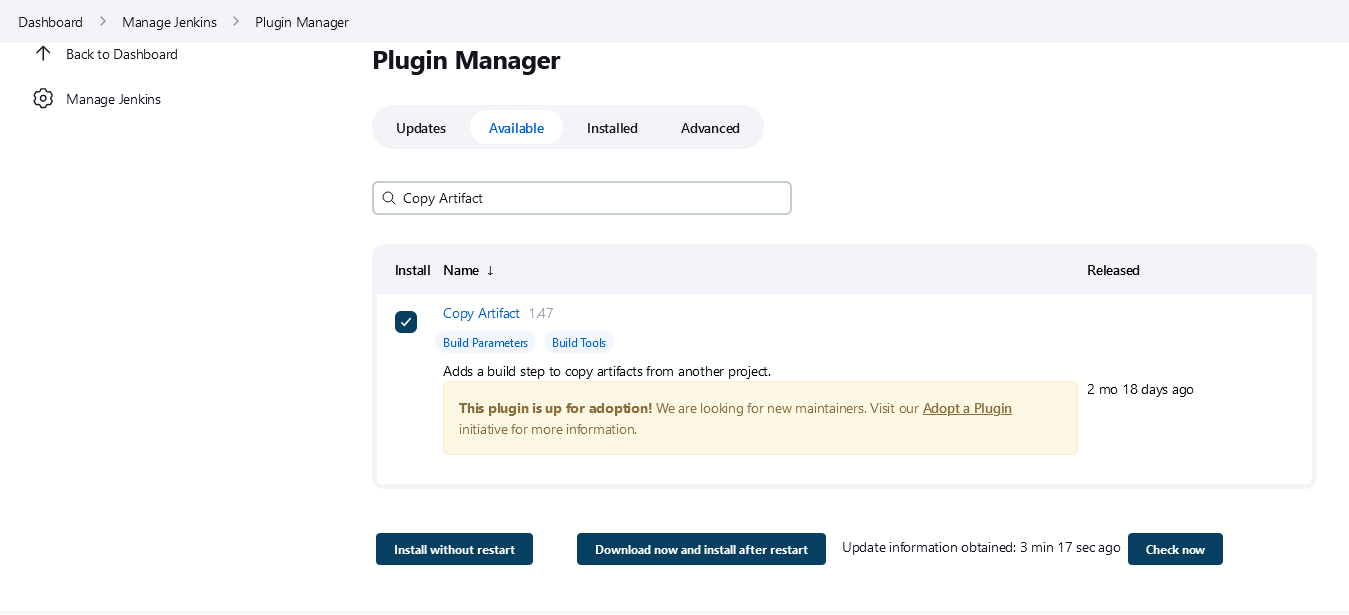 Dashboard > Manage Jenkins > Plugin Manager
Back to Dashboard
Manage Jenkins
Plugin Manager
Updates Available Installed Advanced
Copy Artifact
Install Name ↓ Released
Copy Artifact 1.47
Build Parameters Build Tools
Adds a build step to copy artifacts from another project.
2 mo 18 days ago
This plugin is up for adoption! We are looking for new maintainers. Visit our Adopt a Plugin
initiative for more information.
Install without restart Download now and install after restart Update information obtained: 3 min 17 sec ago Check now